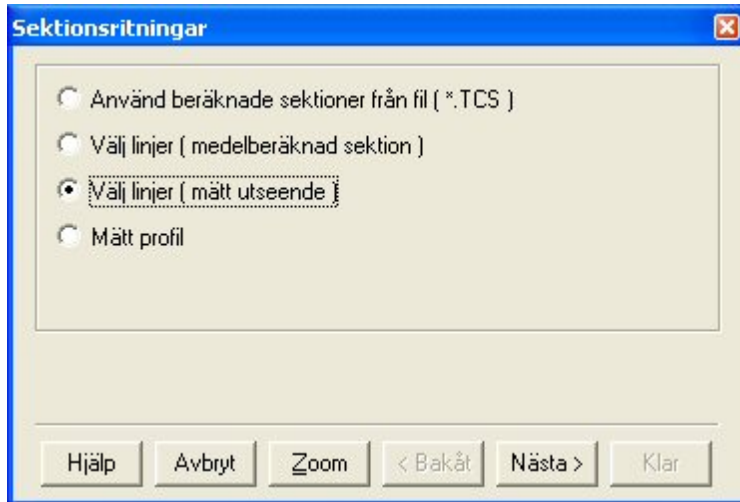 Sektionsritningar
Använd beräknade sektioner från fil ( *.TCS )
Välj linjer ( medelberäknad sektion )
Välj linjer ( mätt utseende )
Mätt profil
Hjälp Avbryt Zoom < Bakåt Nästa > Klar